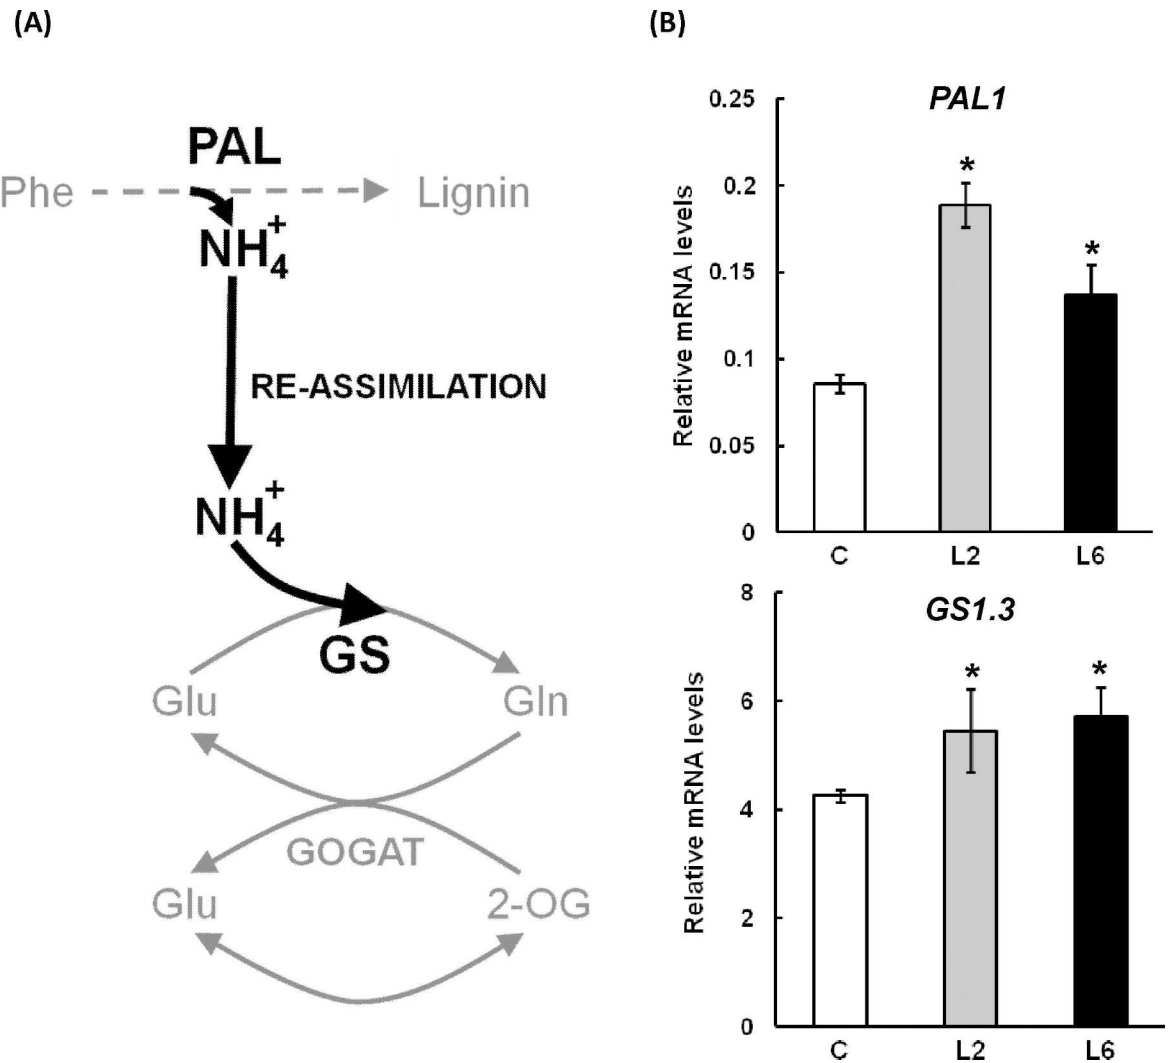 (A)
PAL
Phe
Lignin
NH4+
RE-ASSIMILATION
NH4+
GS
Glu
Gln
GOGAT
Glu
2-OG
(B)
PAL1
Relative mRNA levels
0.25
0.2
0.15
0.1
0.05
0
*
*
C L2 L6
GS1.3
Relative mRNA levels
8
6
4
2
0
*
*
C L2 L6